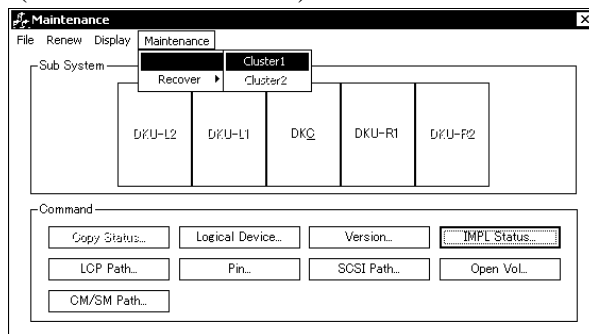 Maintenance
File Renew Display Maintenance
Cluster1
Recover Cluster2
Sub System
DKU-L2 DKU-L1 DKC DKU-R1 DKU-R2
Command
Copy Status... Logical Device... Version... IMPL Status...
LCP Path... Pin... SCSI Path... Open Vol...
CM/SM Path...